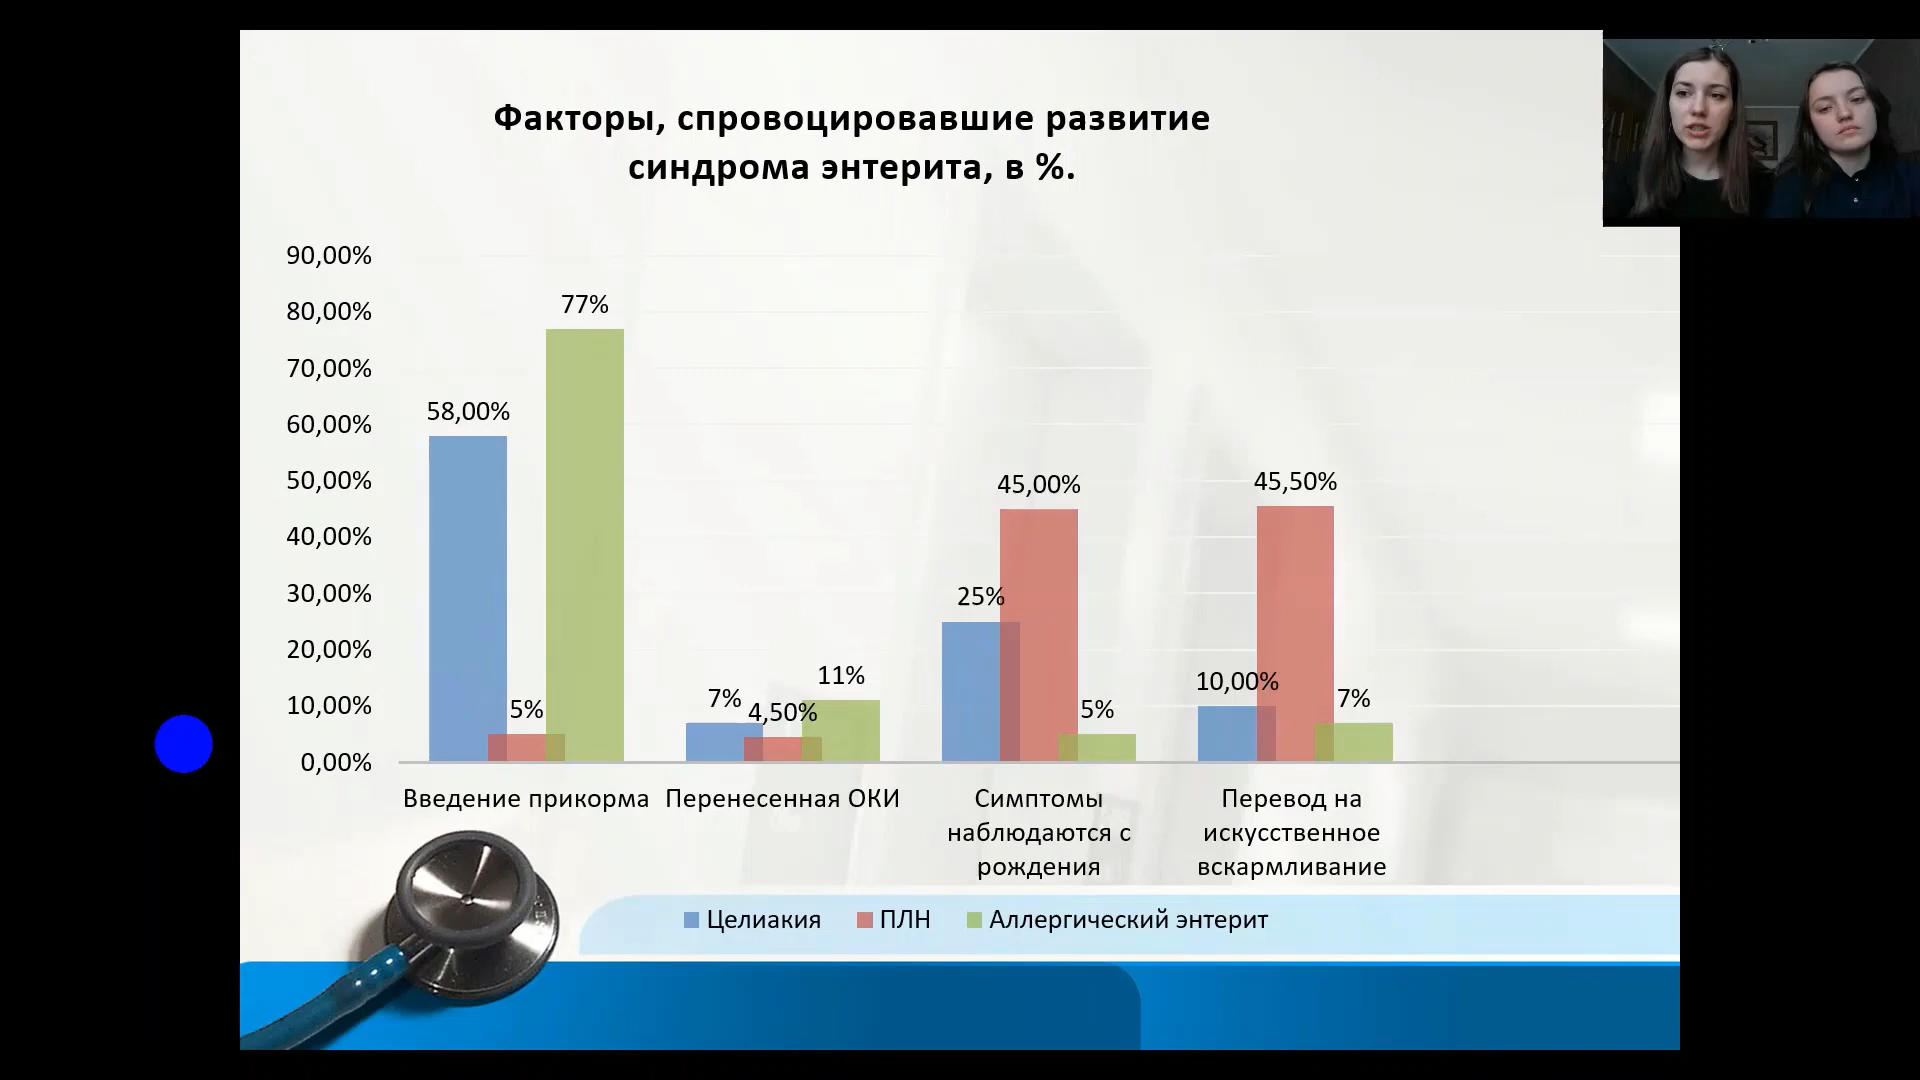 Факторы, спровоцировавшие развитие
синдрома энтерита, в %.
90,00%
80,00%
70,00%
60,00%
50,00%
40,00%
30,00%
20,00%
10,00%
0,00%
58,00%
5%
77%
7%
4,50%
11%
25%
45,00%
5%
10,00%
45,50%
7%
Введение прикорма
Перенесенная ОКИ
Симптомы
наблюдаются с
рождения
Перевод на
искусственное
вскармливание
Целиакия
ПЛН
Аллергический энтерит